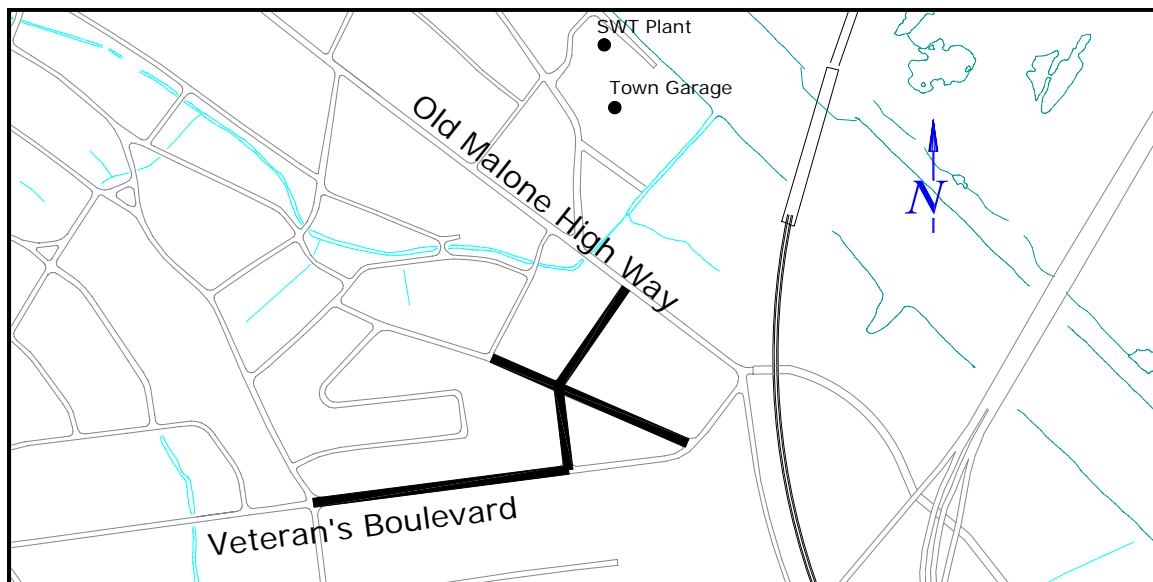 SWT Plant
Town Garage
Old Malone High Way
N
Veteran's Boulevard